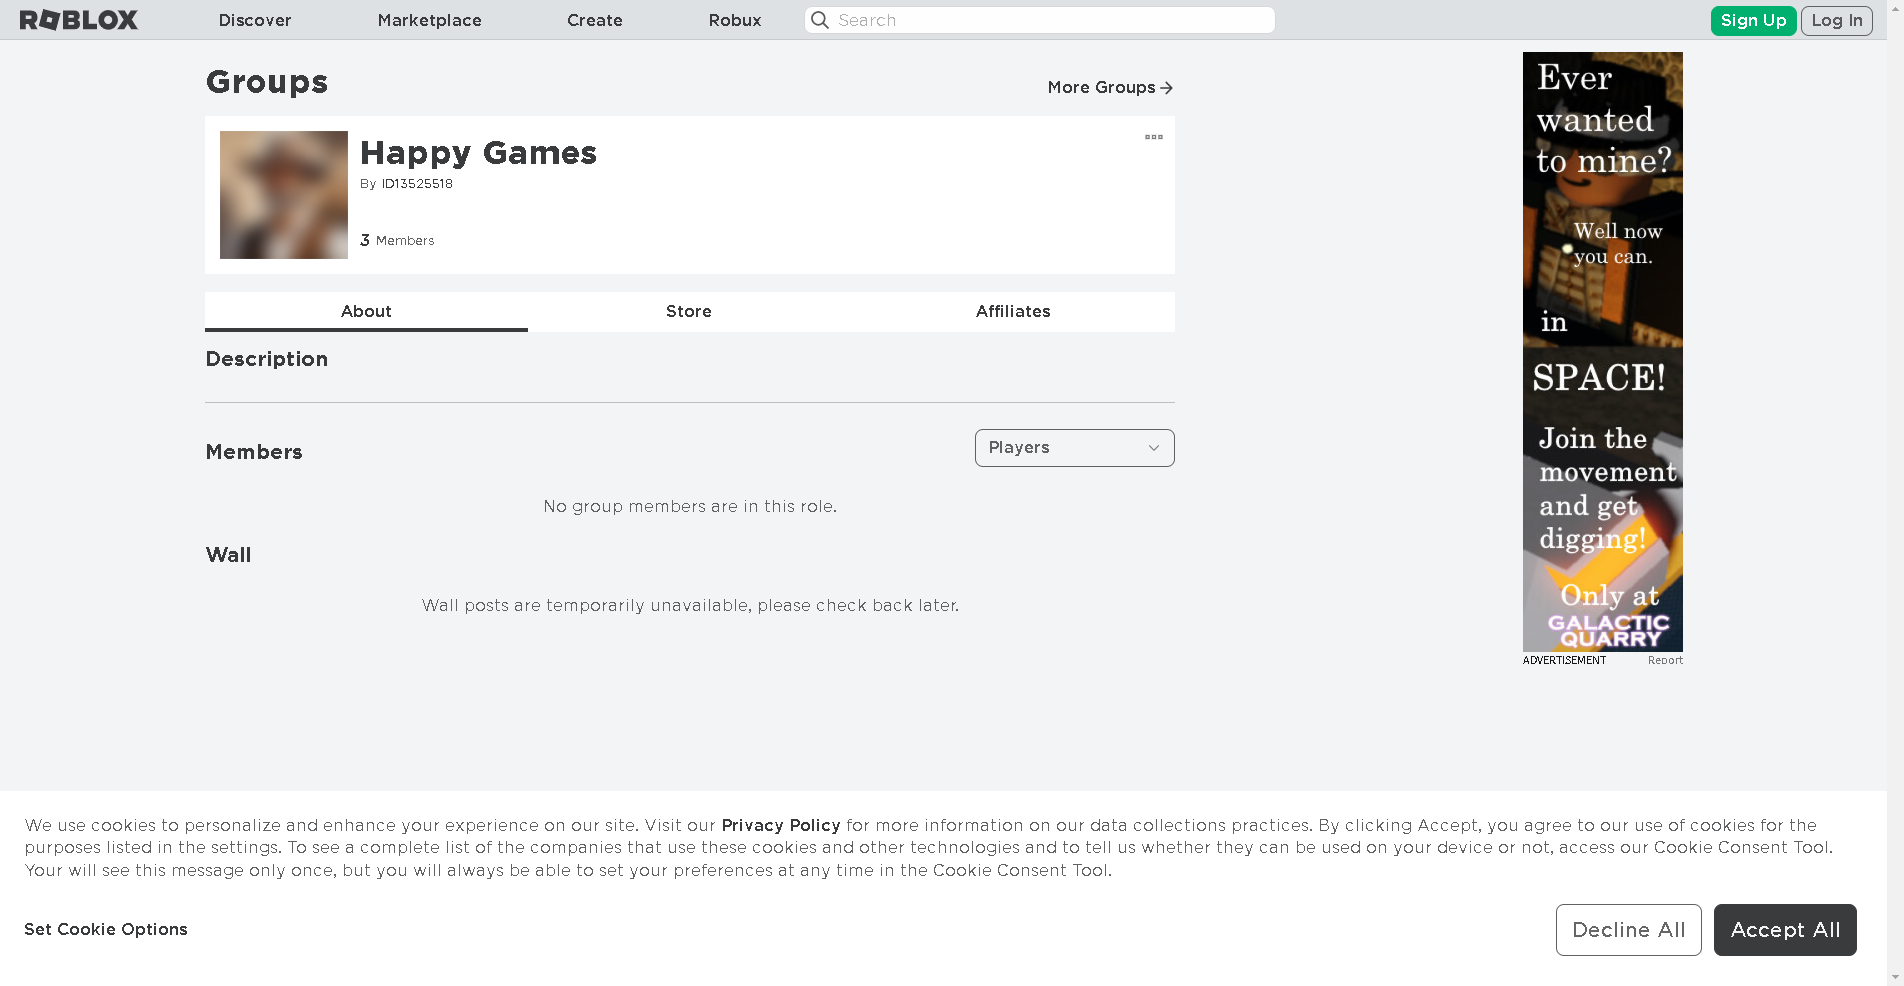 ROBLOX Discover Marketplace Create Robux Search Sign Up Log In
Groups
More Groups
Happy Games
By ID13525518
3 Members
About Store Affiliates
Description
Members
Players
No group members are in this role.
Wall
Wall posts are temporarily unavailable, please check back later.
Ever
wanted
to mine?
Well now
you can.
in
SPACE!
Join the
movement
and get
digging!
Only at
GALACTIC
QUARRY
ADVERTISEMENT Report
We use cookies to personalize and enhance your experience on our site. Visit our Privacy Policy for more information on our data collections practices. By clicking Accept, you agree to our use of cookies for the
purposes listed in the settings. To see a complete list of the companies that use these cookies and other technologies and to tell us whether they can be used on your device or not, access our Cookie Consent Tool.
Your will see this message only once, but you will always be able to set your preferences at any time in the Cookie Consent Tool.
Set Cookie Options
Decline All Accept All